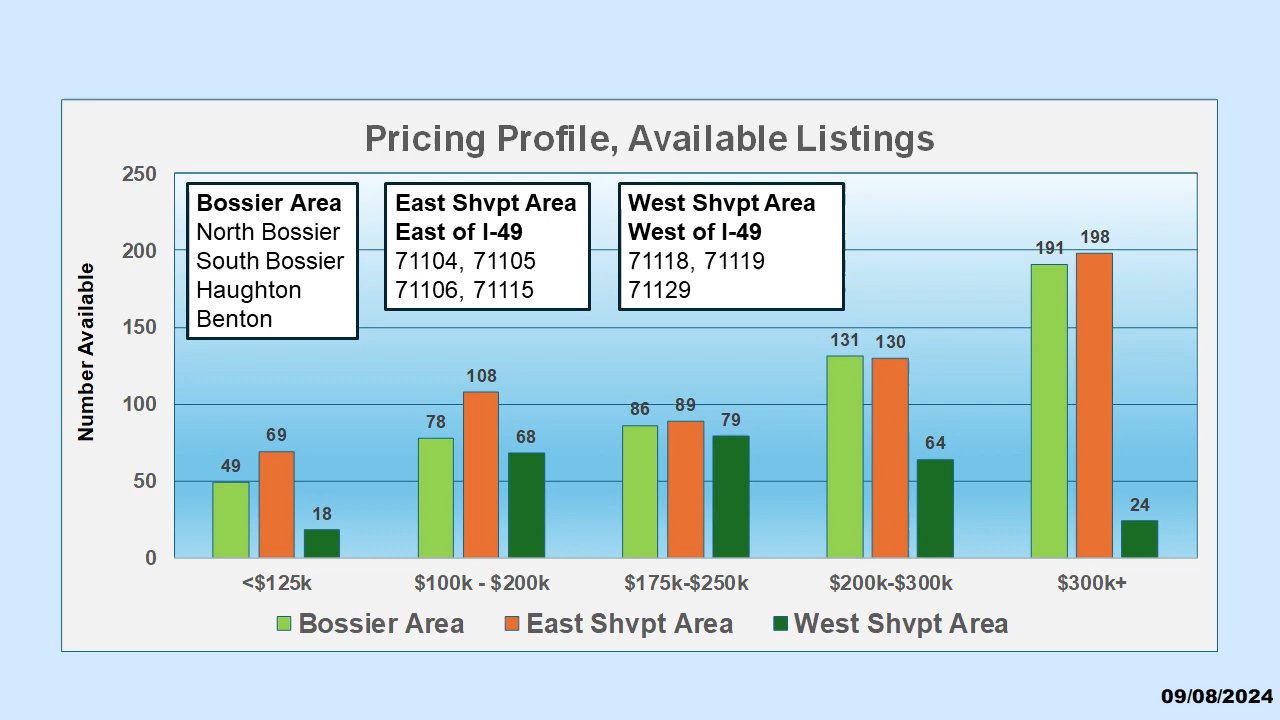 Pricing Profile, Available Listings
Number Available
250
200
150
100
50
0
Bossier Area
North Bossier
South Bossier
Haughton
Benton
East Shvpt Area
East of I-49
71104, 71105
71106, 71115
West Shvpt Area
West of I-49
71118, 71119
71129
49 69 18
78 108 68
86 89 79
131 130 64
191 198 24
<$125k $100k - $200k $175k-$250k $200k-$300k $300k+
Bossier Area East Shvpt Area West Shvpt Area
09/08/2024